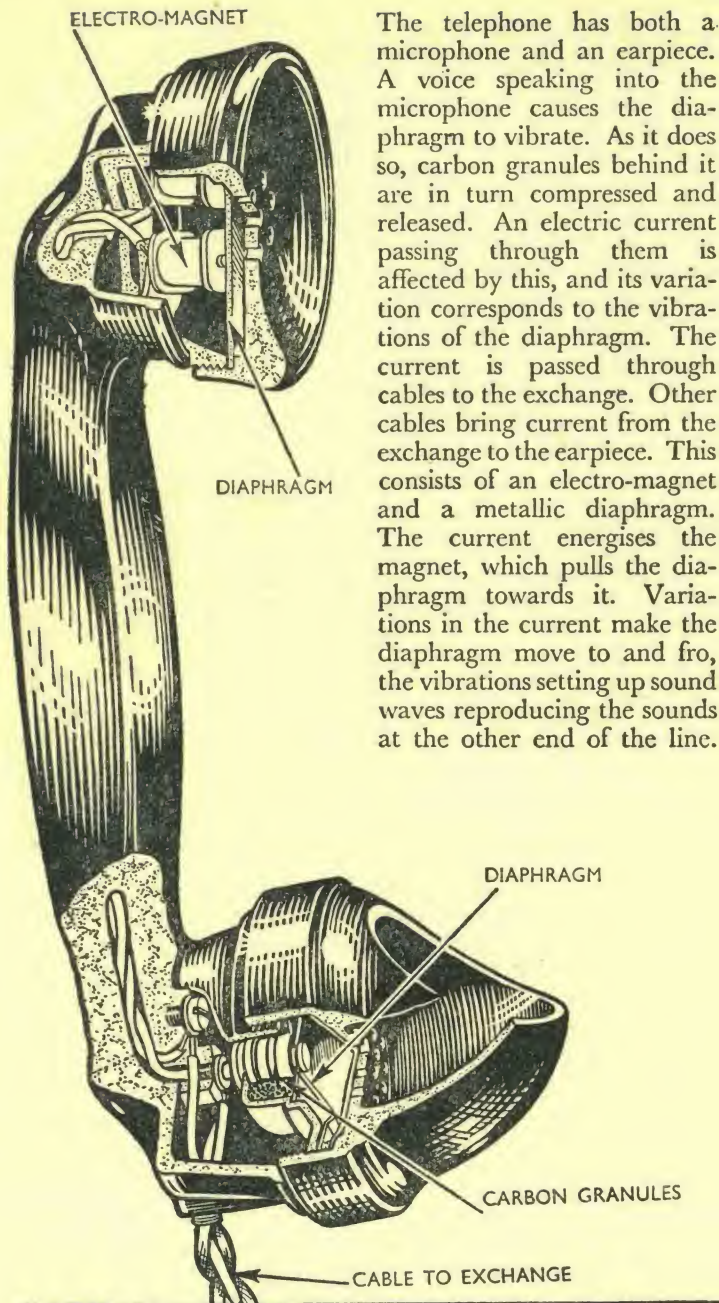 ELECTRO-MAGNET
The telephone has both a
microphone and an earpiece.
A voice speaking into the
microphone causes the dia-
phragm to vibrate. As it does
so, carbon granules behind it
are in turn compressed and
released. An electric current
passing through them is
affected by this, and its varia-
tion corresponds to the vibra-
tions of the diaphragm. The
current is passed through
cables to the exchange. Other
cables bring current from the
exchange to the earpiece. This
consists of an electro-magnet
and a metallic diaphragm.
The current energises the
magnet, which pulls the dia-
phragm towards it. Varia-
tions in the current make the
diaphragm move to and fro,
the vibrations setting up sound
waves reproducing the sounds
at the other end of the line.
DIAPHRAGM
DIAPHRAGM
CARBON GRANULES
CABLE TO EXCHANGE